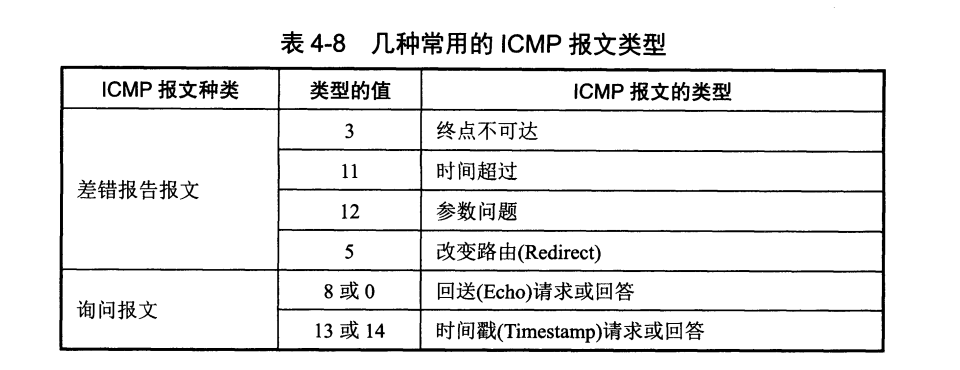 表 4-8 几种常用的 ICMP 报文类型
ICMP 报文种类 类型的值 ICMP 报文的类型
差错报告报文
3 终点不可达
11 时间超过
12 参数问题
5 改变路由(Redirect)
询问报文
8 或 0 回送(Echo)请求或回答
13 或 14 时间戳(Timestamp)请求或回答